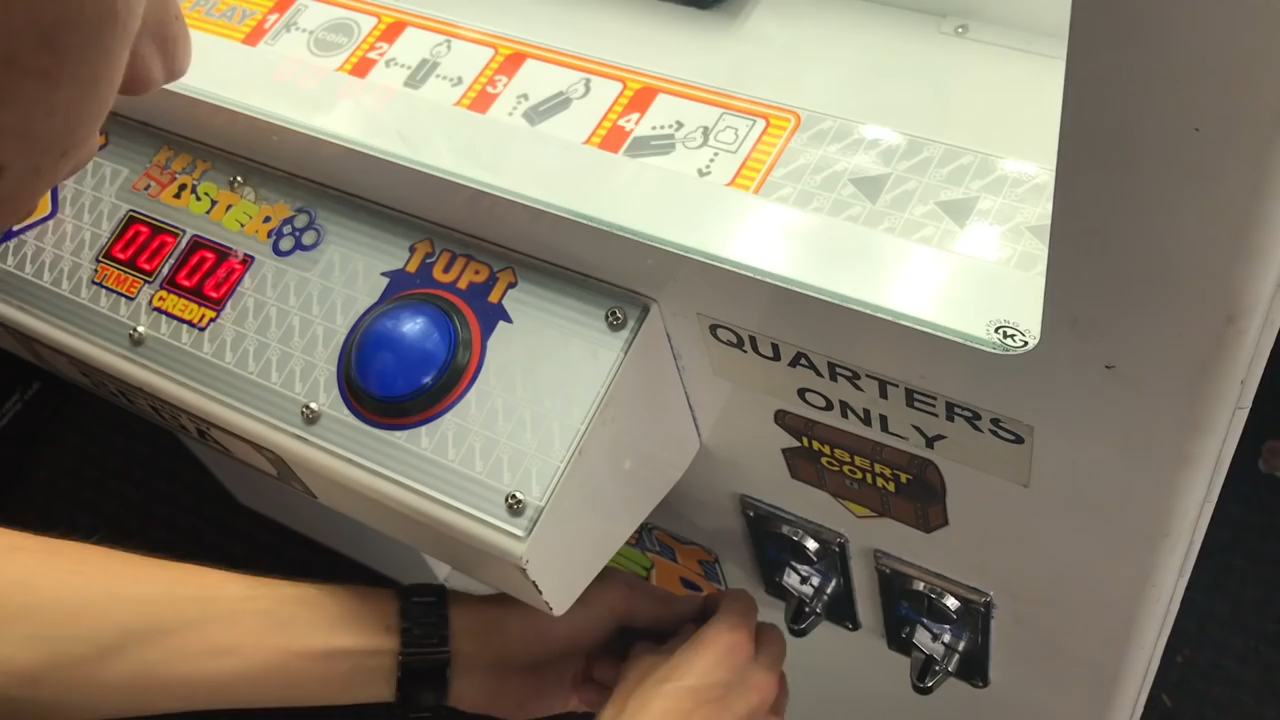 PLAY
1
coin
2
3
4
KEY
MASTER
00 00
TIME
CREDIT
UP
QUARTERS
ONLY
INSERT
COIN